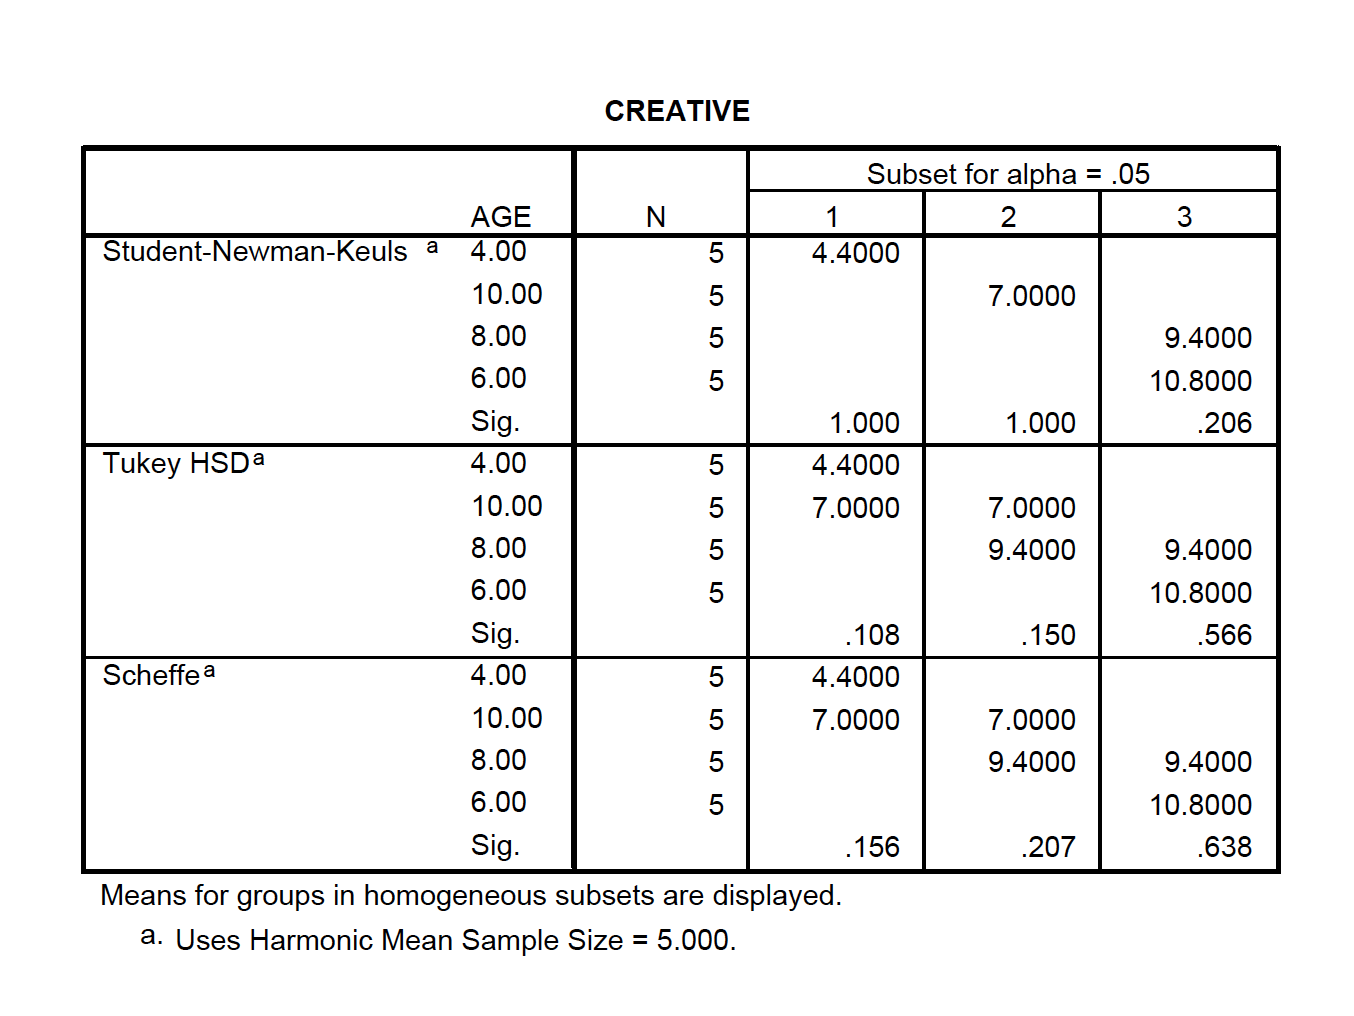 CREATIVE
Subset for alpha = .05
AGE N 1 2 3
Student-Newman-Keuls a 4.00 5 4.4000
10.00 5 7.0000
8.00 5 9.4000
6.00 5 10.8000
Sig. 1.000 1.000 .206
Tukey HSD a 4.00 5 4.4000
10.00 5 7.0000 7.0000
8.00 5 9.4000 9.4000
6.00 5 10.8000
Sig. .108 .150 .566
Scheffe a 4.00 5 4.4000
10.00 5 7.0000 7.0000
8.00 5 9.4000 9.4000
6.00 5 10.8000
Sig. .156 .207 .638
Means for groups in homogeneous subsets are displayed.
a. Uses Harmonic Mean Sample Size = 5.000.